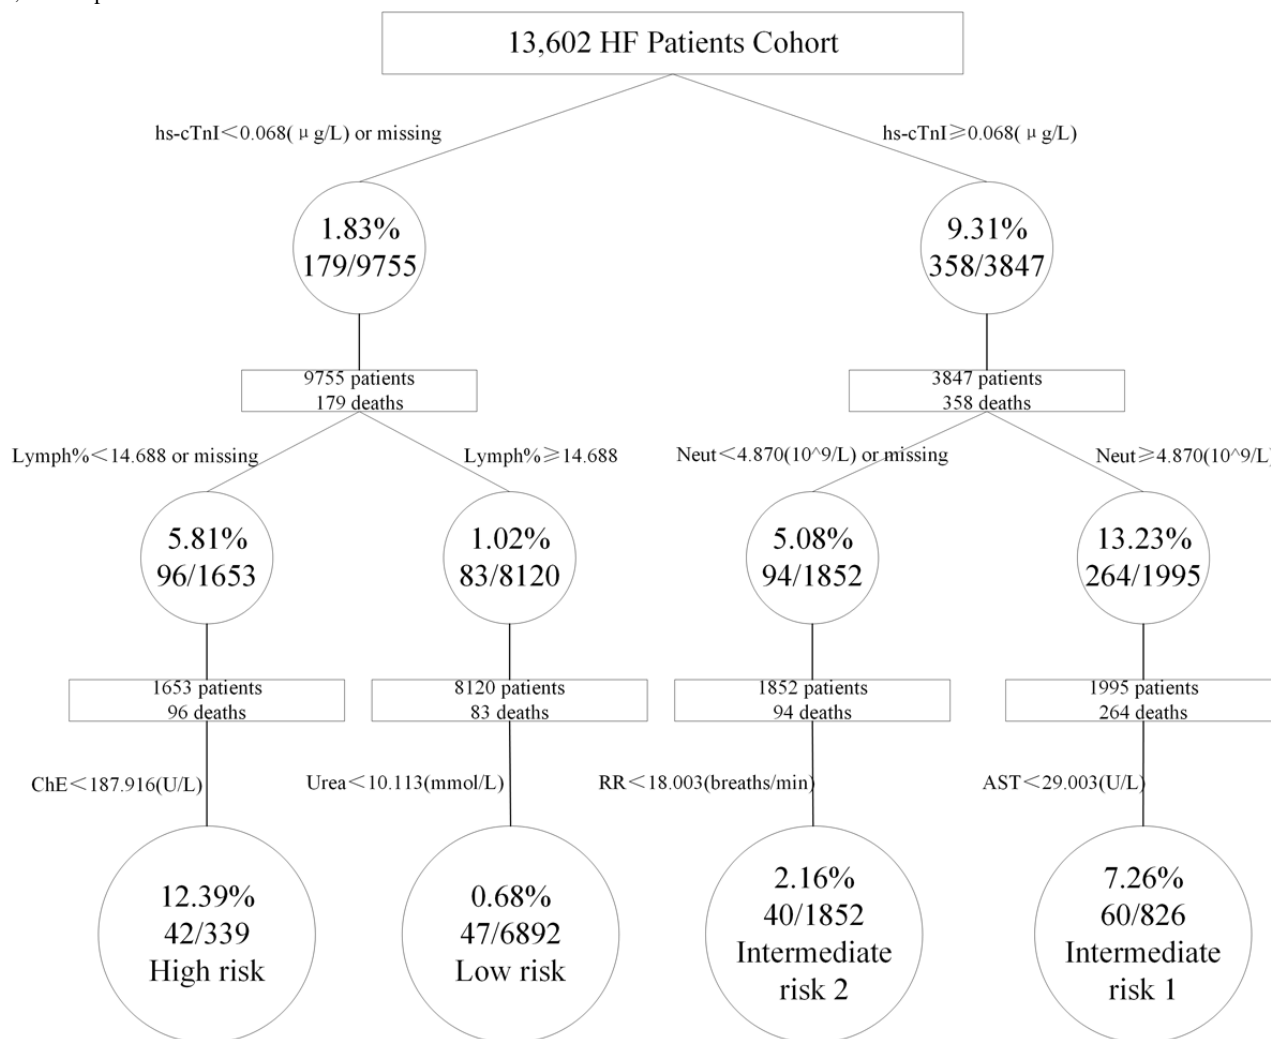 13,602 HF Patients Cohort
hs-cTnI<0.068( μ g/L) or missing
hs-cTnI≥0.068( μ g/L)
1.83%
179/9755
9.31%
358/3847
9755 patients
179 deaths
3847 patients
358 deaths
Lymph%<14.688 or missing
Lymph%≥14.688
Neut<4.870(10^9/L) or missing
Neut≥4.870(10^9/L)
5.81%
96/1653
1.02%
83/8120
5.08%
94/1852
13.23%
264/1995
1653 patients
96 deaths
8120 patients
83 deaths
1852 patients
94 deaths
1995 patients
264 deaths
ChE<187.916(U/L)
Urea<10.113(mmol/L)
RR<18.003(breaths/min)
AST<29.003(U/L)
12.39%
42/339
High risk
0.68%
47/6892
Low risk
2.16%
40/1852
Intermediate
risk 2
7.26%
60/826
Intermediate
risk 1